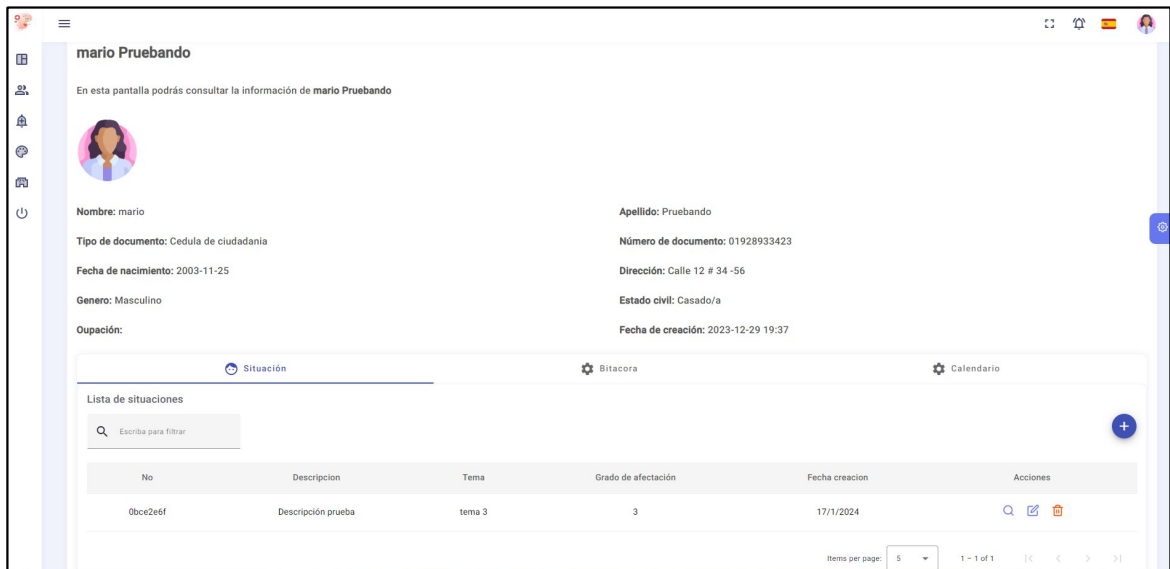 mario Pruebando
En esta pantalla podrás consultar la información de mario Pruebando
Nombre: mario
Apellido: Pruebando
Tipo de documento: Cedula de ciudadania
Número de documento: 01928933423
Fecha de nacimiento: 2003-11-25
Dirección: Calle 12 # 34 -56
Genero: Masculino
Estado civil: Casado/a
Oupación:
Fecha de creación: 2023-12-29 19:37
Situación Bitacora Calendario
Lista de situaciones
Escriba para filtrar
No Descripcion Tema Grado de afectación Fecha creacion Acciones
0bce2e6f Descripción prueba tema 3 3 17/1/2024
Items per page: 5 1 – 1 of 1